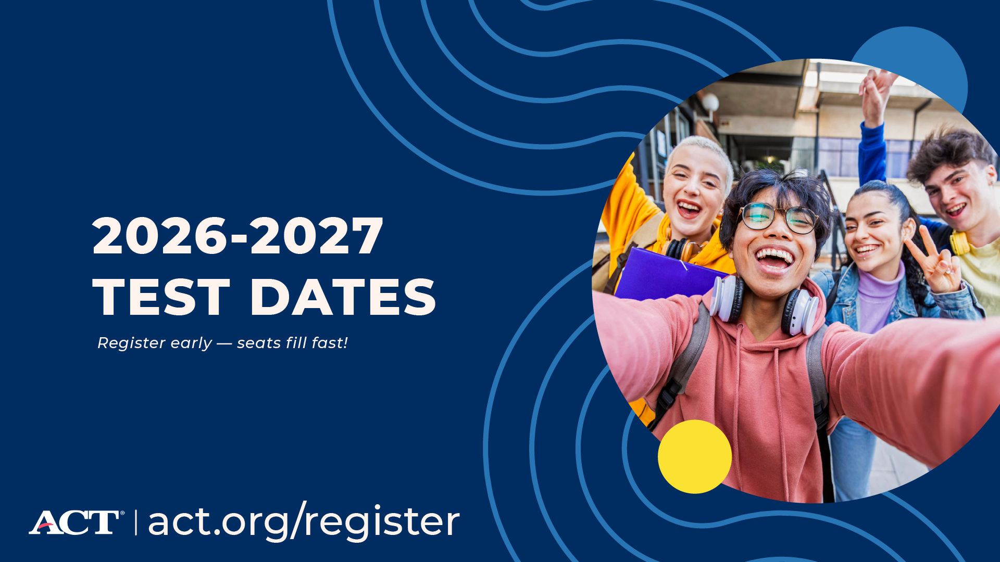 2026-2027
TEST DATES
Register early — seats fill fast!
ACT® | act.org/register